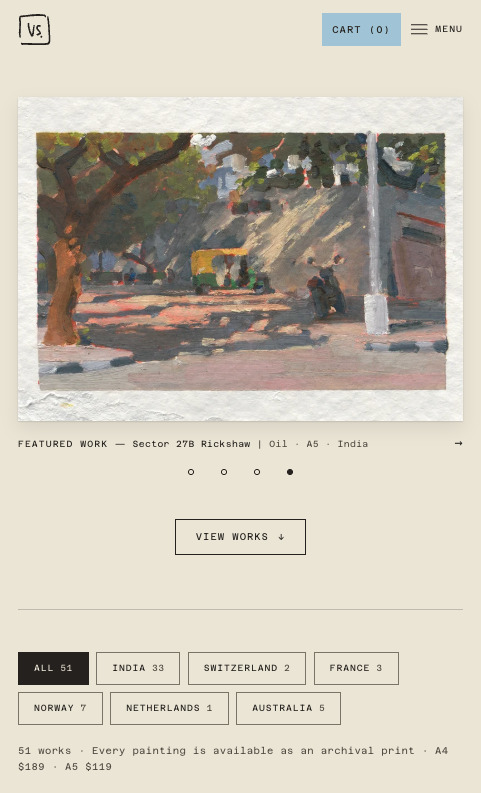 VS.
CART (0)
MENU
FEATURED WORK — Sector 27B Rickshaw | Oil · A5 · India →
VIEW WORKS ↓
ALL 51
INDIA 33
SWITZERLAND 2
FRANCE 3
NORWAY 7
NETHERLANDS 1
AUSTRALIA 5
51 works · Every painting is available as an archival print · A4
$189 · A5 $119